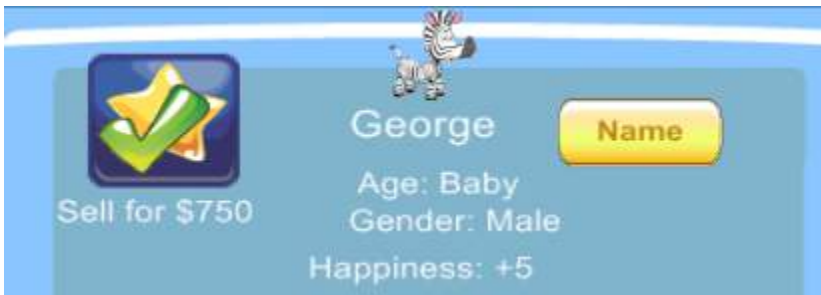 George
Name
Age: Baby
Sell for $750
Gender: Male
Happiness: +5